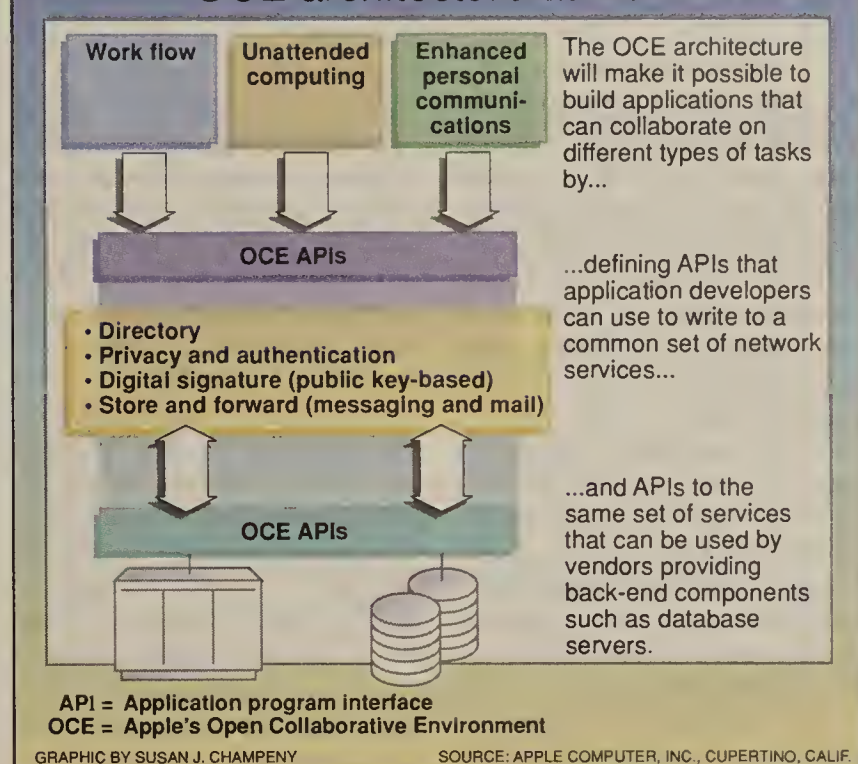 Work flow
Unattended
computing
Enhanced
personal
communi-
cations
The OCE architecture
will make it possible to
build applications that
can collaborate on
different types of tasks
by...
OCE APIs
...defining APIs that
application developers
can use to write to a
common set of network
services...
• Directory
• Privacy and authentication
• Digital signature (public key-based)
• Store and forward (messaging and mail)
OCE APIs
...and APIs to the
same set of services
that can be used by
vendors providing
back-end components
such as database
servers.
API = Application program interface
OCE = Apple's Open Collaborative Environment
GRAPHIC BY SUSAN J. CHAMPENY
SOURCE: APPLE COMPUTER, INC., CUPERTINO, CALIF.